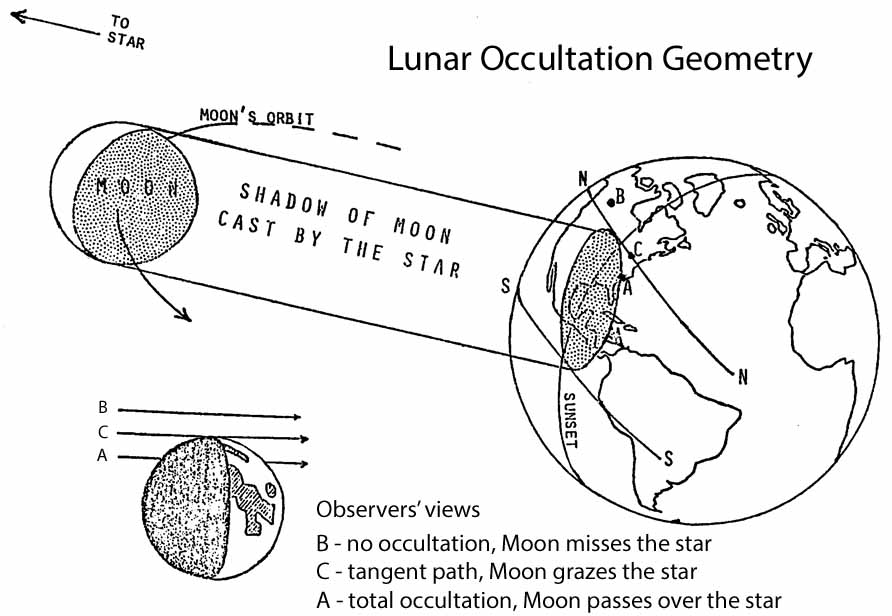 TO
STAR
Lunar Occultation Geometry
MOON'S ORBIT
MOON
SHADOW OF MOON
CAST BY THE STAR
N
B
C
S
A
N
SUNSET
S
B
C
A
Observers' views
B - no occultation, Moon misses the star
C - tangent path, Moon grazes the star
A - total occultation, Moon passes over the star